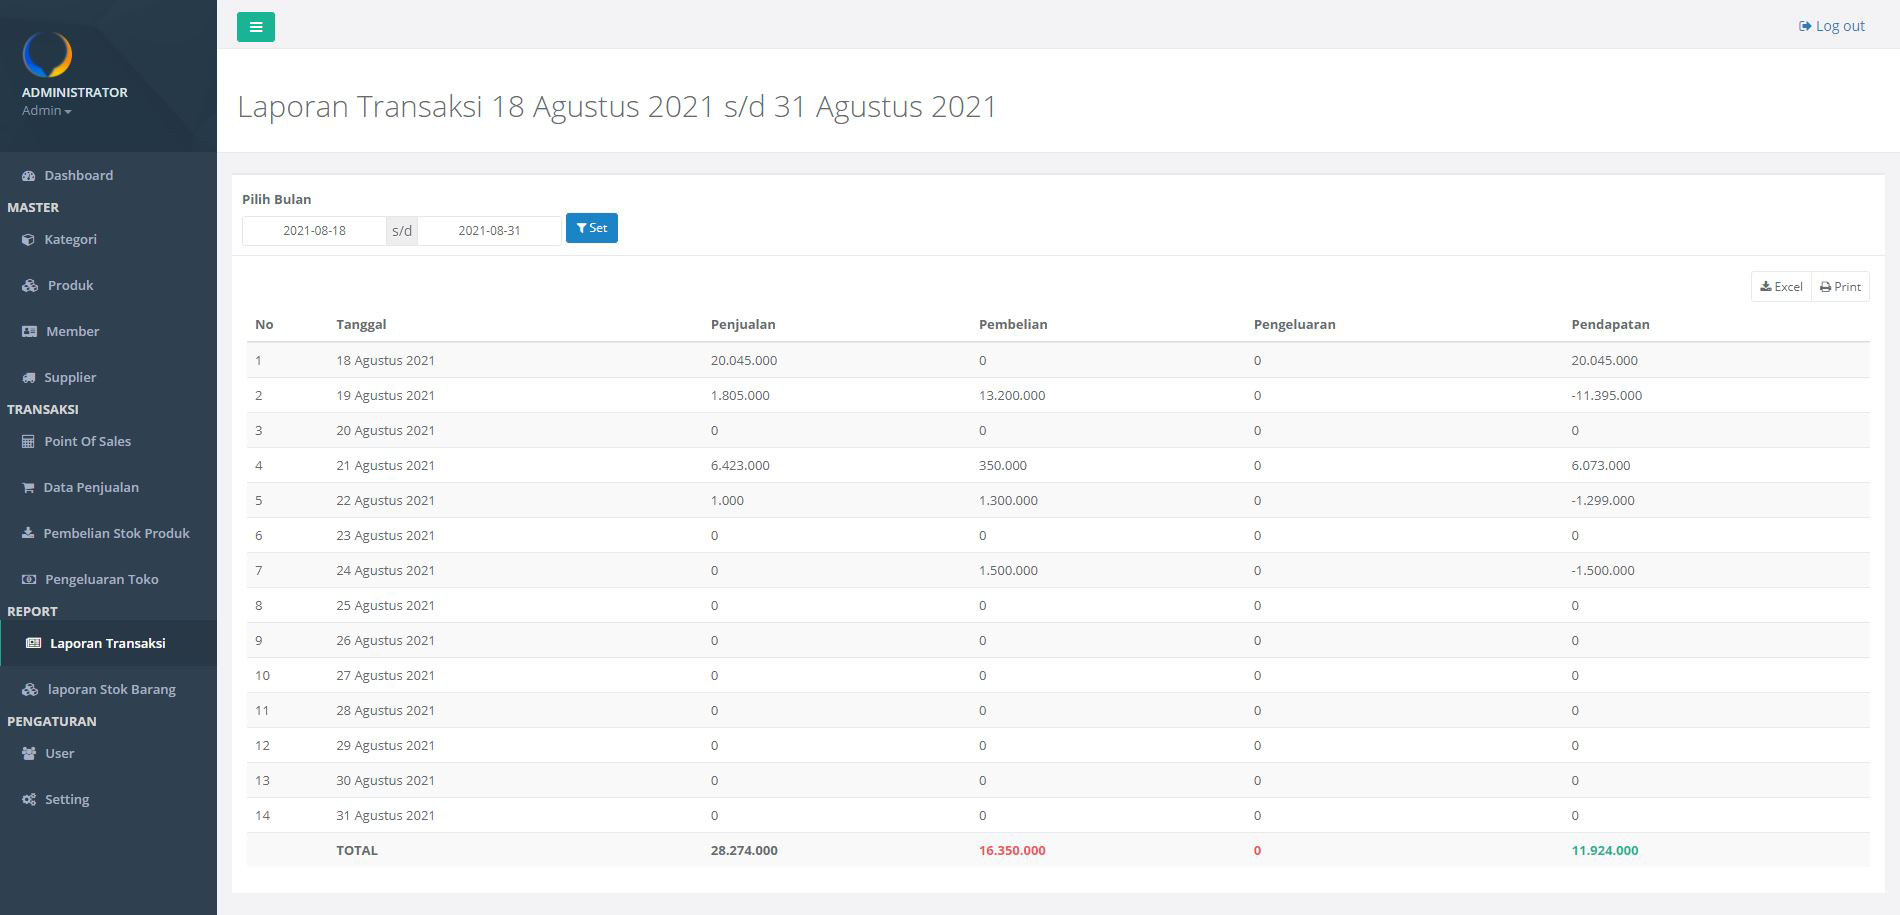 ADMINISTRATOR
Admin
Dashboard
MASTER
Kategori
Produk
Member
Supplier
TRANSAKSI
Point Of Sales
Data Penjualan
Pembelian Stok Produk
Pengeluaran Toko
REPORT
Laporan Transaksi
laporan Stok Barang
PENGATURAN
User
Setting
Log out
Laporan Transaksi 18 Agustus 2021 s/d 31 Agustus 2021
Pilih Bulan
2021-08-18 s/d 2021-08-31 Set
Excel Print
No Tanggal Penjualan Pembelian Pengeluaran Pendapatan
1 18 Agustus 2021 20.045.000 0 0 20.045.000
2 19 Agustus 2021 1.805.000 13.200.000 0 -11.395.000
3 20 Agustus 2021 0 0 0 0
4 21 Agustus 2021 6.423.000 350.000 0 6.073.000
5 22 Agustus 2021 1.000 1.300.000 0 -1.299.000
6 23 Agustus 2021 0 0 0 0
7 24 Agustus 2021 0 1.500.000 0 -1.500.000
8 25 Agustus 2021 0 0 0 0
9 26 Agustus 2021 0 0 0 0
10 27 Agustus 2021 0 0 0 0
11 28 Agustus 2021 0 0 0 0
12 29 Agustus 2021 0 0 0 0
13 30 Agustus 2021 0 0 0 0
14 31 Agustus 2021 0 0 0 0
TOTAL 28.274.000 16.350.000 0 11.924.000